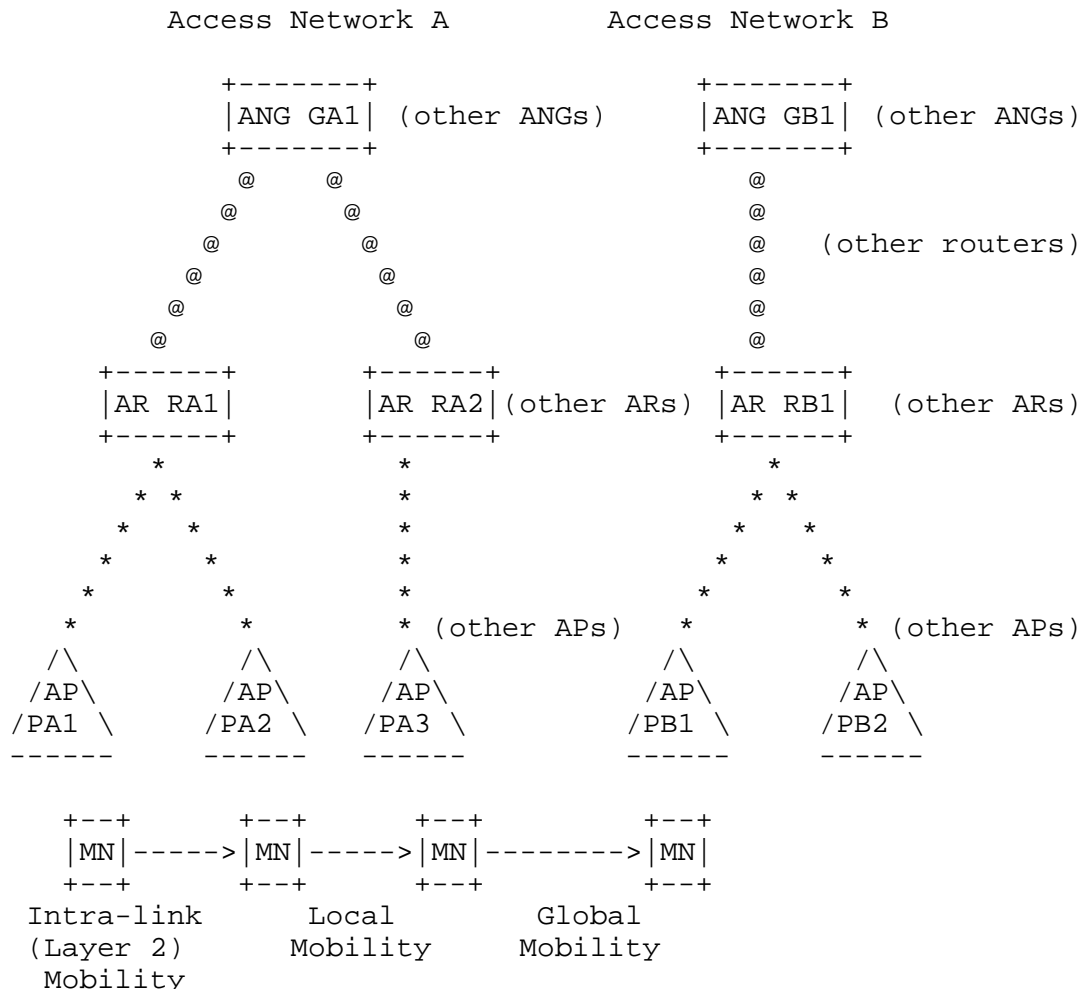 Access Network A Access Network B
ANG GA1 (other ANGs) ANG GB1 (other ANGs)
(other routers)
AR RA1 AR RA2 (other ARs) AR RB1 (other ARs)
(other APs) (other APs)
AP AP AP AP AP
PA1 PA2 PA3 PB1 PB2
MN MN MN MN
Intra-link Local Global
(Layer 2) Mobility Mobility
Mobility